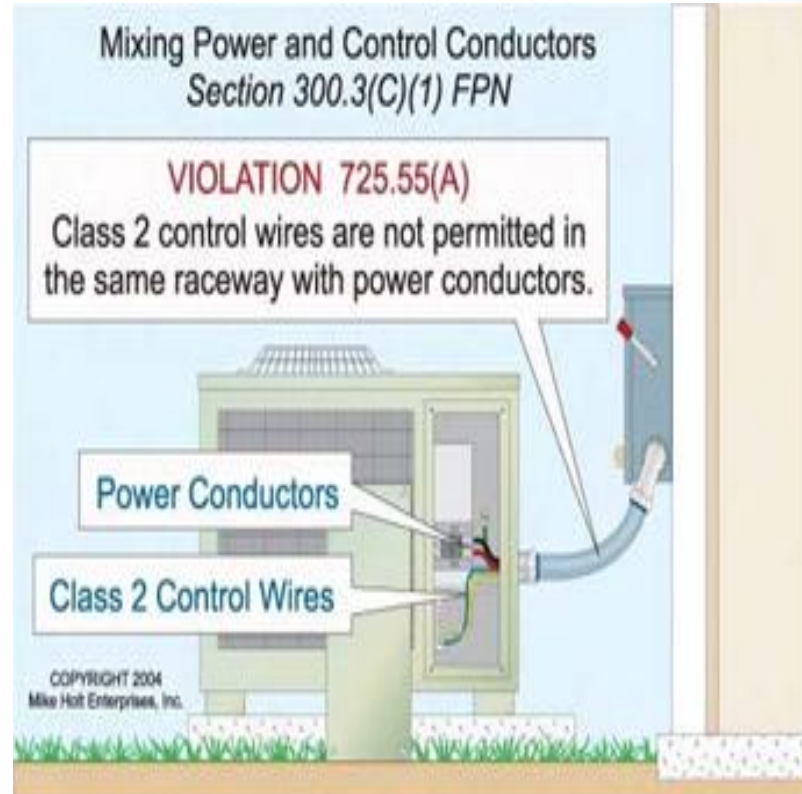 Mixing Power and Control Conductors
Section 300.3(C)(1) FPN
VIOLATION 725.55(A)
Class 2 control wires are not permitted in
the same raceway with power conductors.
Power Conductors
Class 2 Control Wires
COPYRIGHT 2004
Mike Holt Enterprises, Inc.